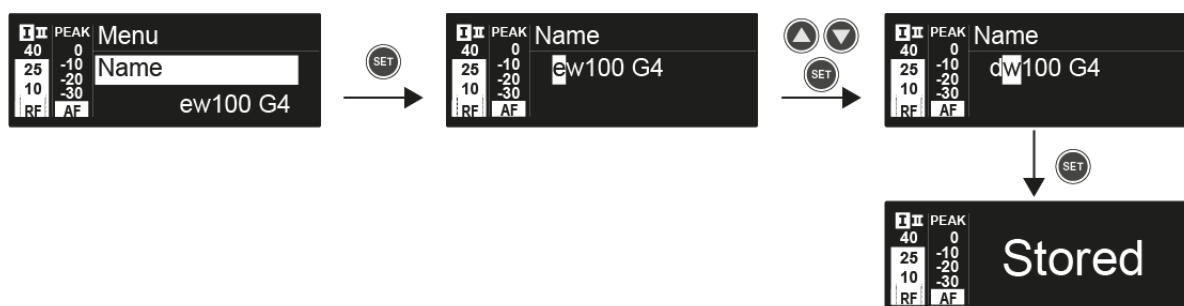 I II PEAK Menu
40 0
25 -10 Name
-20
10 -30
RF AF ew100 G4
SET
I II PEAK Name
40 0
25 -10 ew100 G4
-20
10 -30
RF AF
SET
I II PEAK Name
40 0
25 -10 dw100 G4
-20
10 -30
RF AF
SET
I II PEAK
40 0
25 -10 Stored
-20
10 -30
RF AF